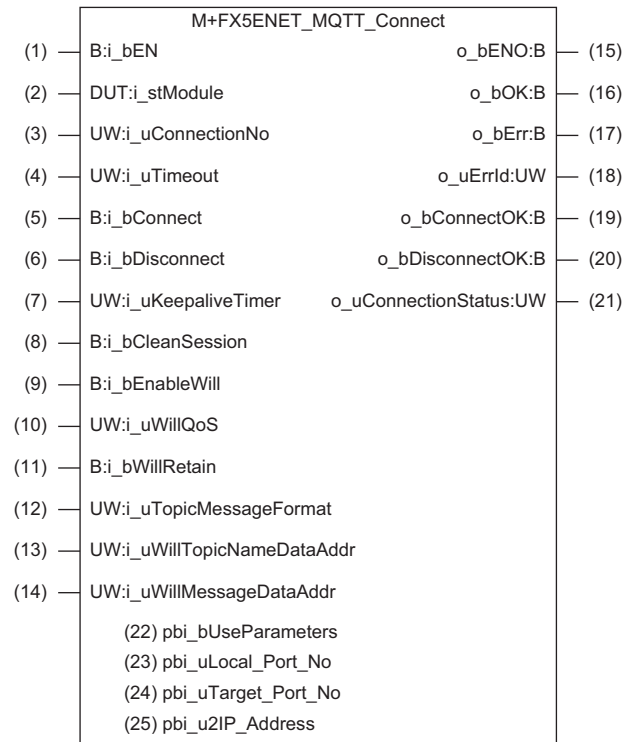 M+FX5ENET_MQTT_Connect
(1) B:i_bEN o_bENO:B (15)
(2) DUT:i_stModule o_bOK:B (16)
(3) UW:i_uConnectionNo o_bErr:B (17)
(4) UW:i_uTimeout o_uErrId:UW (18)
(5) B:i_bConnect o_bConnectOK:B (19)
(6) B:i_bDisconnect o_bDisconnectOK:B (20)
(7) UW:i_uKeepaliveTimer o_uConnectionStatus:UW (21)
(8) B:i_bCleanSession
(9) B:i_bEnableWill
(10) UW:i_uWillQoS
(11) B:i_bWillRetain
(12) UW:i_uTopicMessageFormat
(13) UW:i_uWillTopicNameDataAddr
(14) UW:i_uWillMessageDataAddr
(22) pbi_bUseParameters
(23) pbi_uLocal_Port_No
(24) pbi_uTarget_Port_No
(25) pbi_u2IP_Address